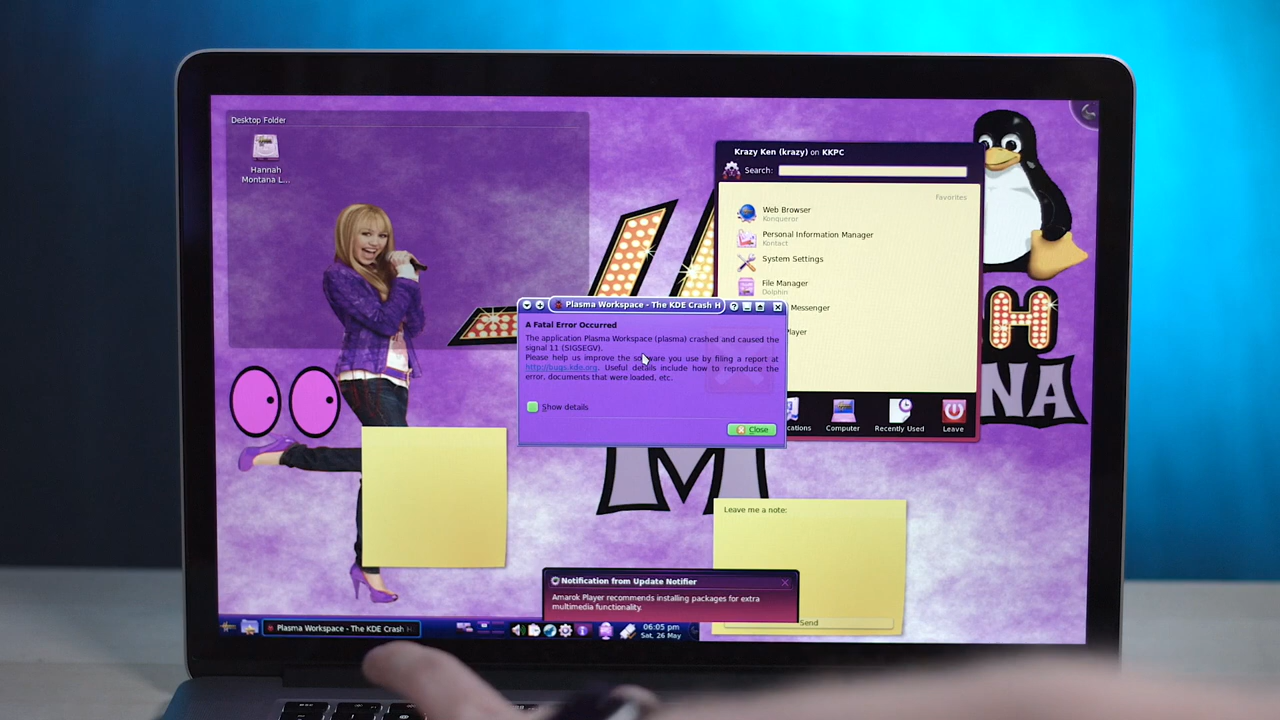 Desktop Folder
Hannah
Montana L...
Krazy Ken (krazy) on KKPC
Search:
Favorites
Web Browser
Konqueror
Personal Information Manager
Kontact
System Settings
File Manager
Dolphin
Messenger
layer
cations
Computer
Recently Used
Leave
Plasma Workspace - The KDE Crash H
A Fatal Error Occurred
The application Plasma Workspace (plasma) crashed and caused the
signal 11 (SIGSEGV).
Please help us improve the software you use by filing a report at
http://bugs.kde.org. Useful details include how to reproduce the
error, documents that were loaded, etc.
Show details
Close
H
NA
M
Leave me a note:
Send
Notification from Update Notifier
Amarok Player recommends installing packages for extra
multimedia functionality.
Plasma Workspace - The KDE Crash H
06:05 pm
Sat, 26 May